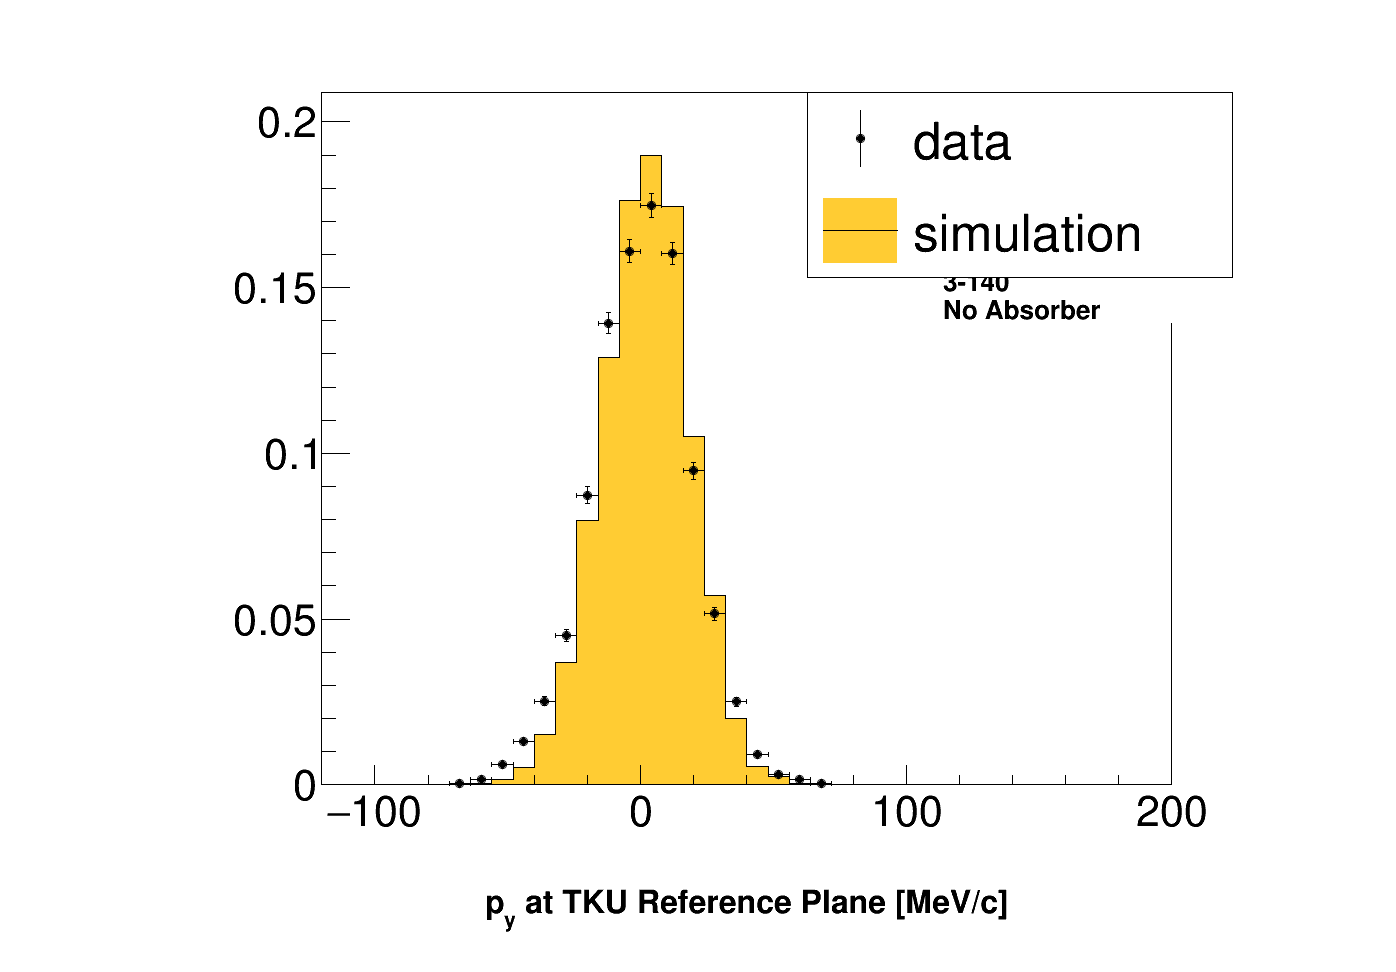 0.2
0.15
0.1
0.05
0
−100
0
100
200
data
simulation
3-140
No Absorber
py at TKU Reference Plane [MeV/c]